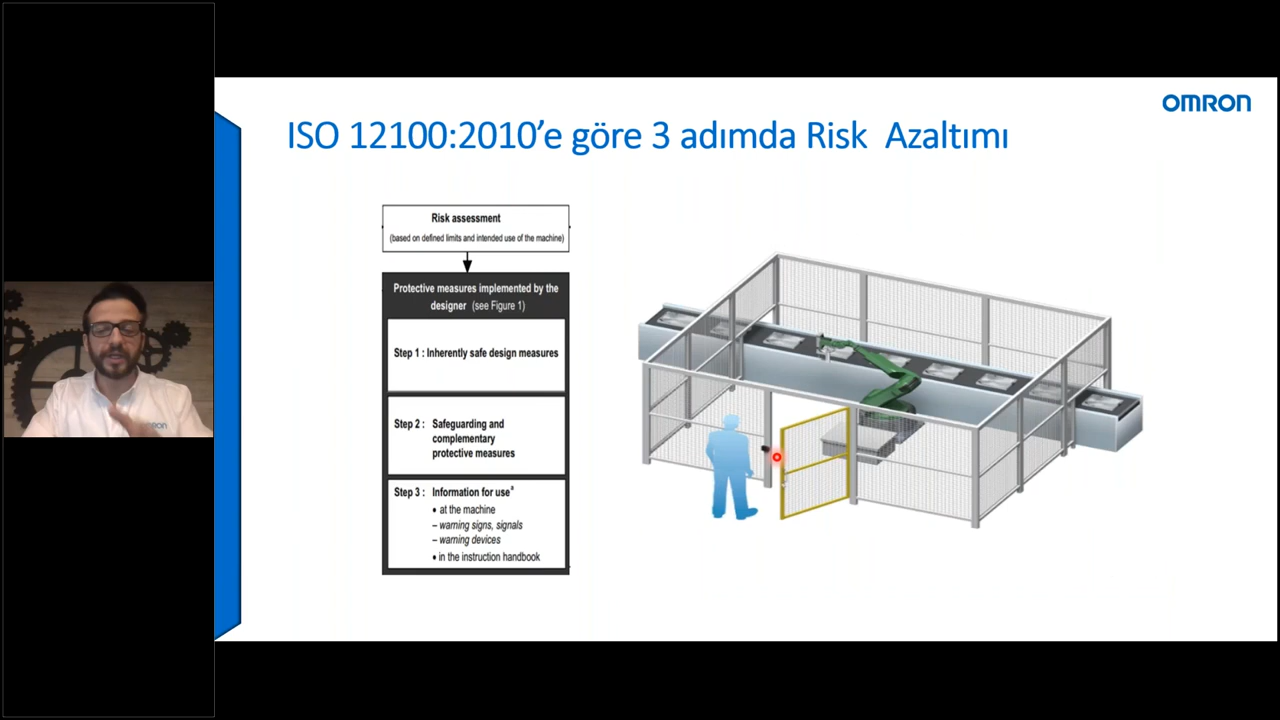 OMRON
ISO 12100:2010'e göre 3 adımda Risk  Azaltımı
Risk assessment
(based on defined limits and intended use of the machine)
Protective measures implemented by the
designer (see Figure 1)
Step 1 : Inherently safe design measures
Step 2 : Safeguarding and
complementary
protective measures
Step 3 : Information for useª
• at the machine
– warning signs, signals
– warning devices
• in the instruction handbook